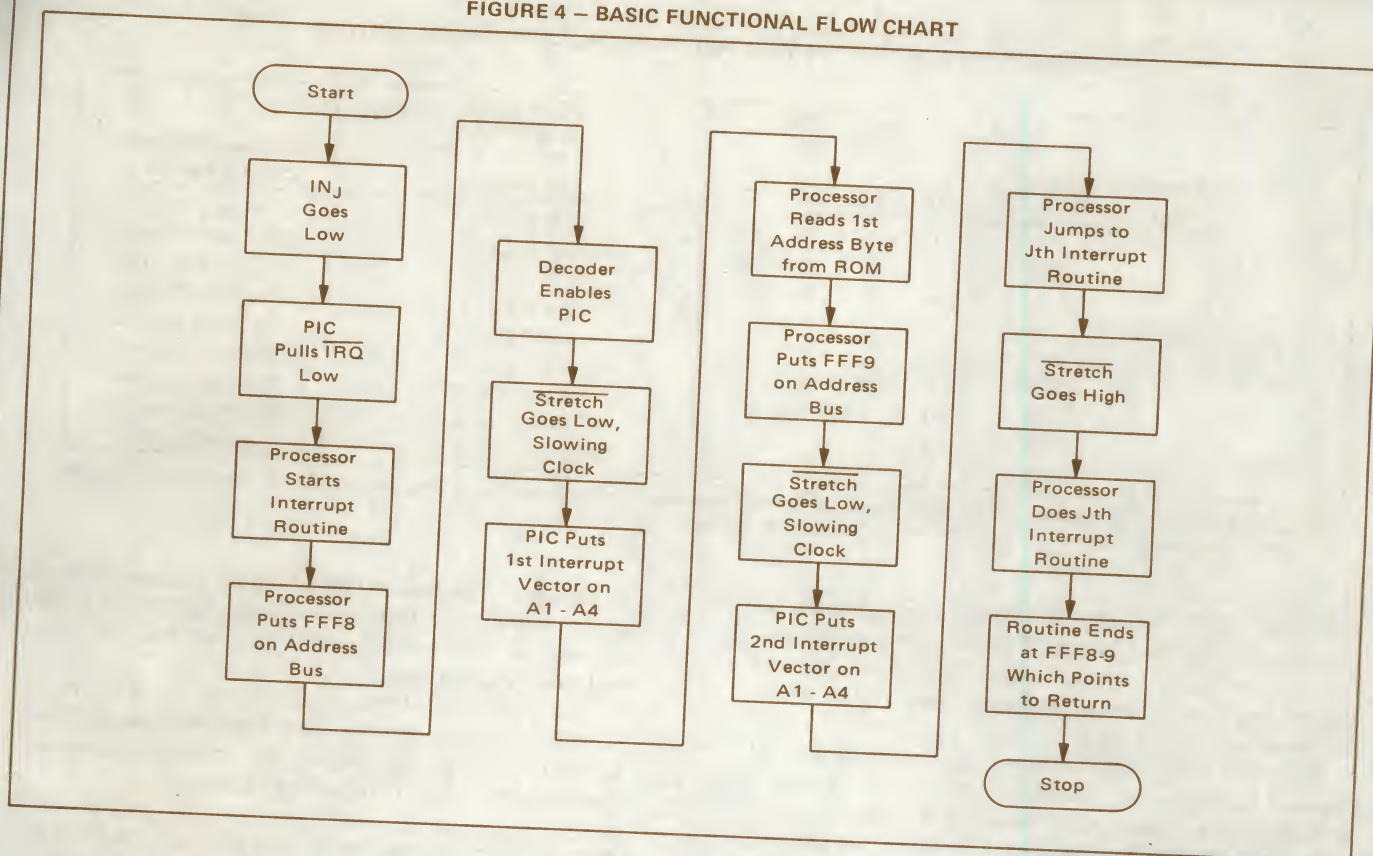 FIGURE 4 – BASIC FUNCTIONAL FLOW CHART
Start
INJ
Goes
Low
PIC
Pulls IRQ
Low
Processor
Starts
Interrupt
Routine
Processor
Puts FFF8
on Address
Bus
Decoder
Enables
PIC
Stretch
Goes Low,
Slowing
Clock
PIC Puts
1st Interrupt
Vector on
A1 - A4
Processor
Reads 1st
Address Byte
from ROM
Processor
Puts FFF9
on Address
Bus
Stretch
Goes Low,
Slowing
Clock
PIC Puts
2nd Interrupt
Vector on
A1 - A4
Processor
Jumps to
Jth Interrupt
Routine
Stretch
Goes High
Processor
Does Jth
Interrupt
Routine
Routine Ends
at FFF8-9
Which Points
to Return
Stop